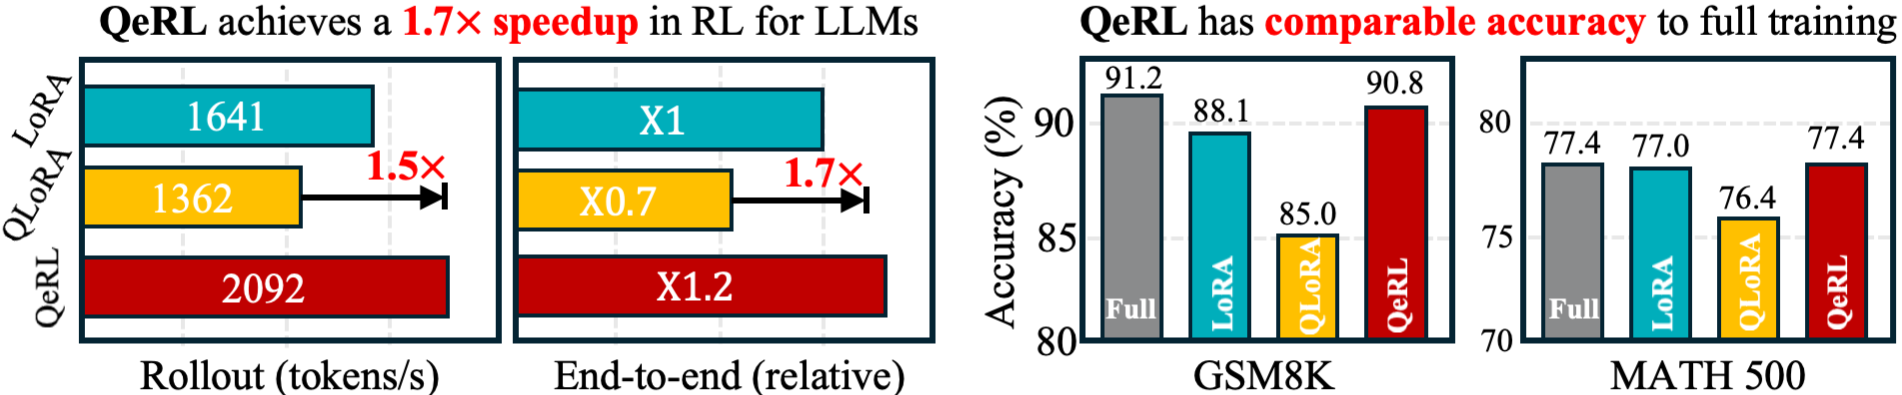 QeRL achieves a 1.7× speedup in RL for LLMs
LoRA
1641
QLoRA
1362
1.5×
QeRL
2092
Rollout (tokens/s)
X1
X0.7
1.7×
X1.2
End-to-end (relative)
QeRL has comparable accuracy to full training
Accuracy (%)
90
85
80
91.2
88.1
85.0
90.8
Full
LoRA
QLoRA
QeRL
GSM8K
80
75
70
77.4
77.0
76.4
77.4
Full
LoRA
QLoRA
QeRL
MATH 500